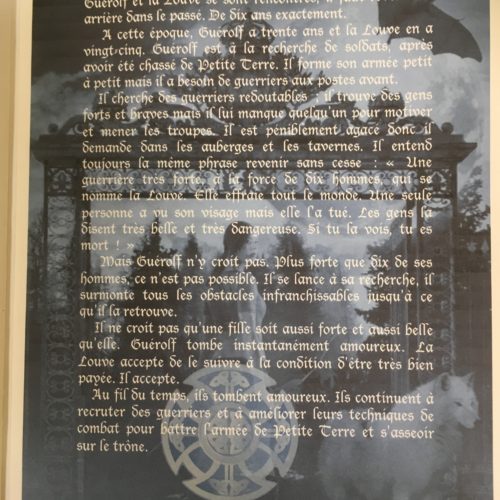 Guérolf et la Louve se sont rencontrés, il faut
arrière dans le passé. De dix ans exactement.
A cette époque, Guérolf a trente ans et la Louve en a
vingt-cinq. Guérolf est à la recherche de soldats, après
avoir été chassé de Petite Terre. Il forme son armée petit
à petit mais il a besoin de guerriers aux postes avant.
Il cherche des guerriers redoutables ; il trouve des gens
forts et braves mais il lui manque quelqu'un pour motiver
et mener les troupes. Il est péniblement agacé donc il
demande dans les auberges et les tavernes. Il entend
toujours la même phrase revenir sans cesse : « Une
guerrière très forte, à la force de dix hommes, qui se
nomme la Louve. Elle effraie tout le monde. Une seule
personne a vu son visage mais elle l'a tué. Les gens la
disent très belle et très dangereuse. Si tu la vois, tu es
mort ! »
Mais Guérolf n'y croit pas. Plus forte que dix de ses
hommes, ce n'est pas possible. Il se lance à sa recherche, il
surmonte tous les obstacles infranchissables jusqu'à ce
qu'il la retrouve.
Il ne croit pas qu'une fille soit aussi forte et aussi belle
qu'elle. Guérolf tombe instantanément amoureux. La
Louve accepte de le suivre à la condition d'être très bien
payée. Il accepte.
Au fil du temps, ils tombent amoureux. Ils continuent à
recruter des guerriers et à améliorer leurs techniques de
combat pour battre l'armée de Petite Terre et s'asseoir
sur le trône.